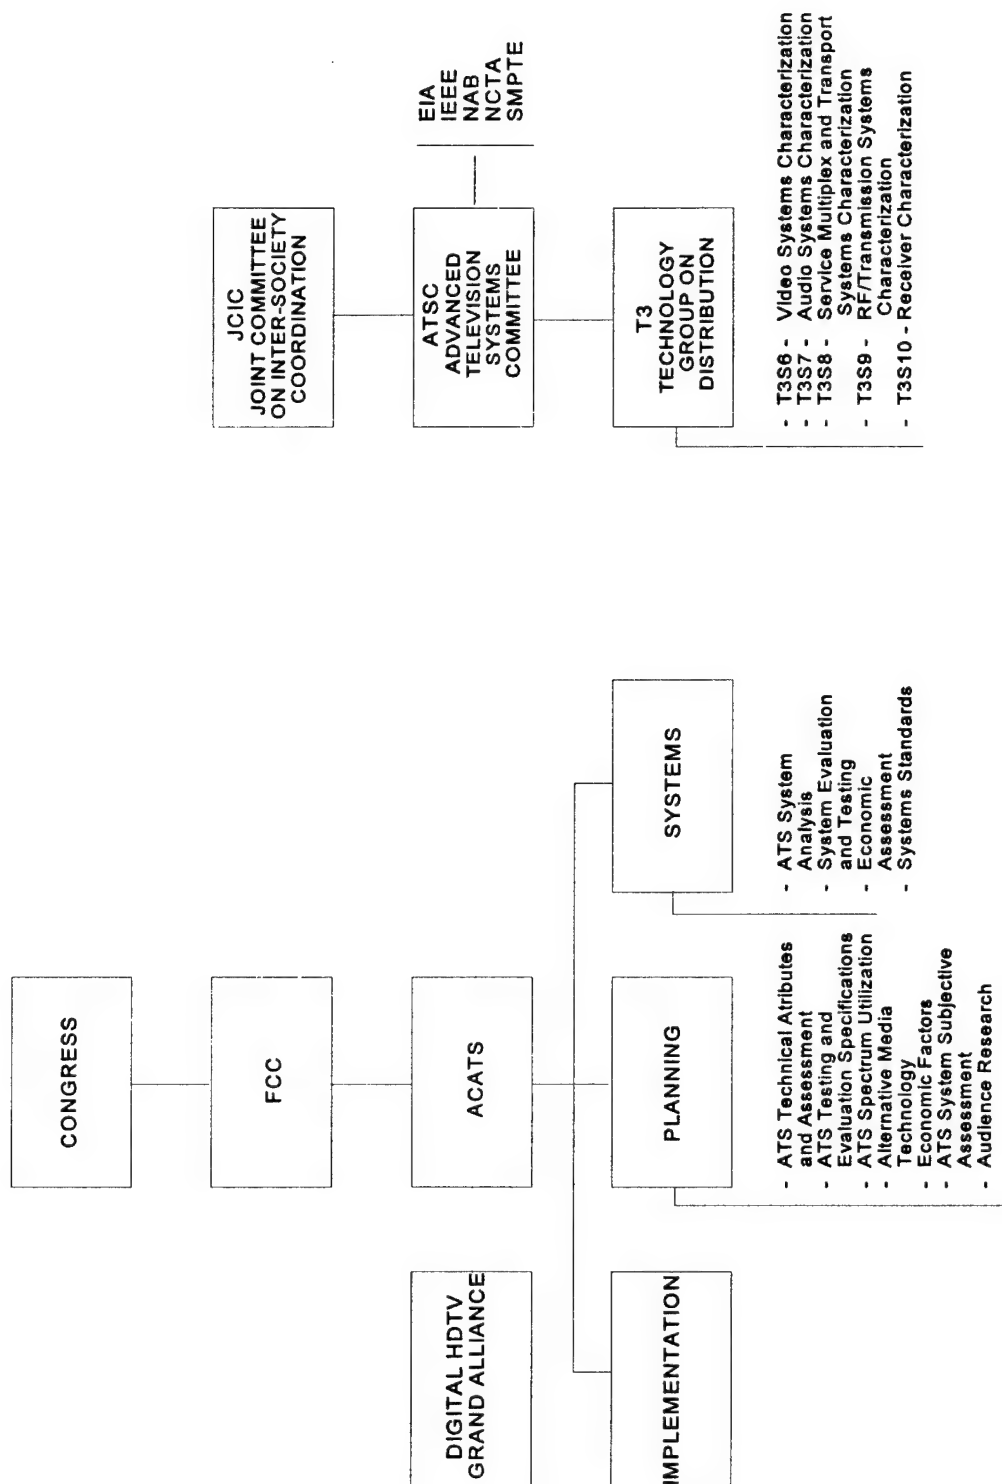 CONGRESS
FCC
ACATS
DIGITAL HDTV
GRAND ALLIANCE
IMPLEMENTATION
PLANNING
- ATS Technical Atributes
and Assessment
- ATS Testing and
Evaluation Specifications
- ATS Spectrum Utilization
- Alternative Media
Technology
- Economic Factors
- ATS System Subjective
Assessment
- Audience Research
SYSTEMS
- ATS System
Analysis
- System Evaluation
and Testing
- Economic
Assessment
- Systems Standards
JCIC
JOINT COMMITTEE
ON INTER-SOCIETY
COORDINATION
ATSC
ADVANCED
TELEVISION
SYSTEMS
COMMITTEE
EIA
IEEE
NAB
NCTA
SMPTE
T3
TECHNOLOGY
GROUP ON
DISTRIBUTION
- T3S6 - Video Systems Characterization
- T3S7 - Audio Systems Characterization
- T3S8 - Service Multiplex and Transport
Systems Characterization
- T3S9 - RF/Transmission Systems
Characterization
- T3S10 - Receiver Characterization